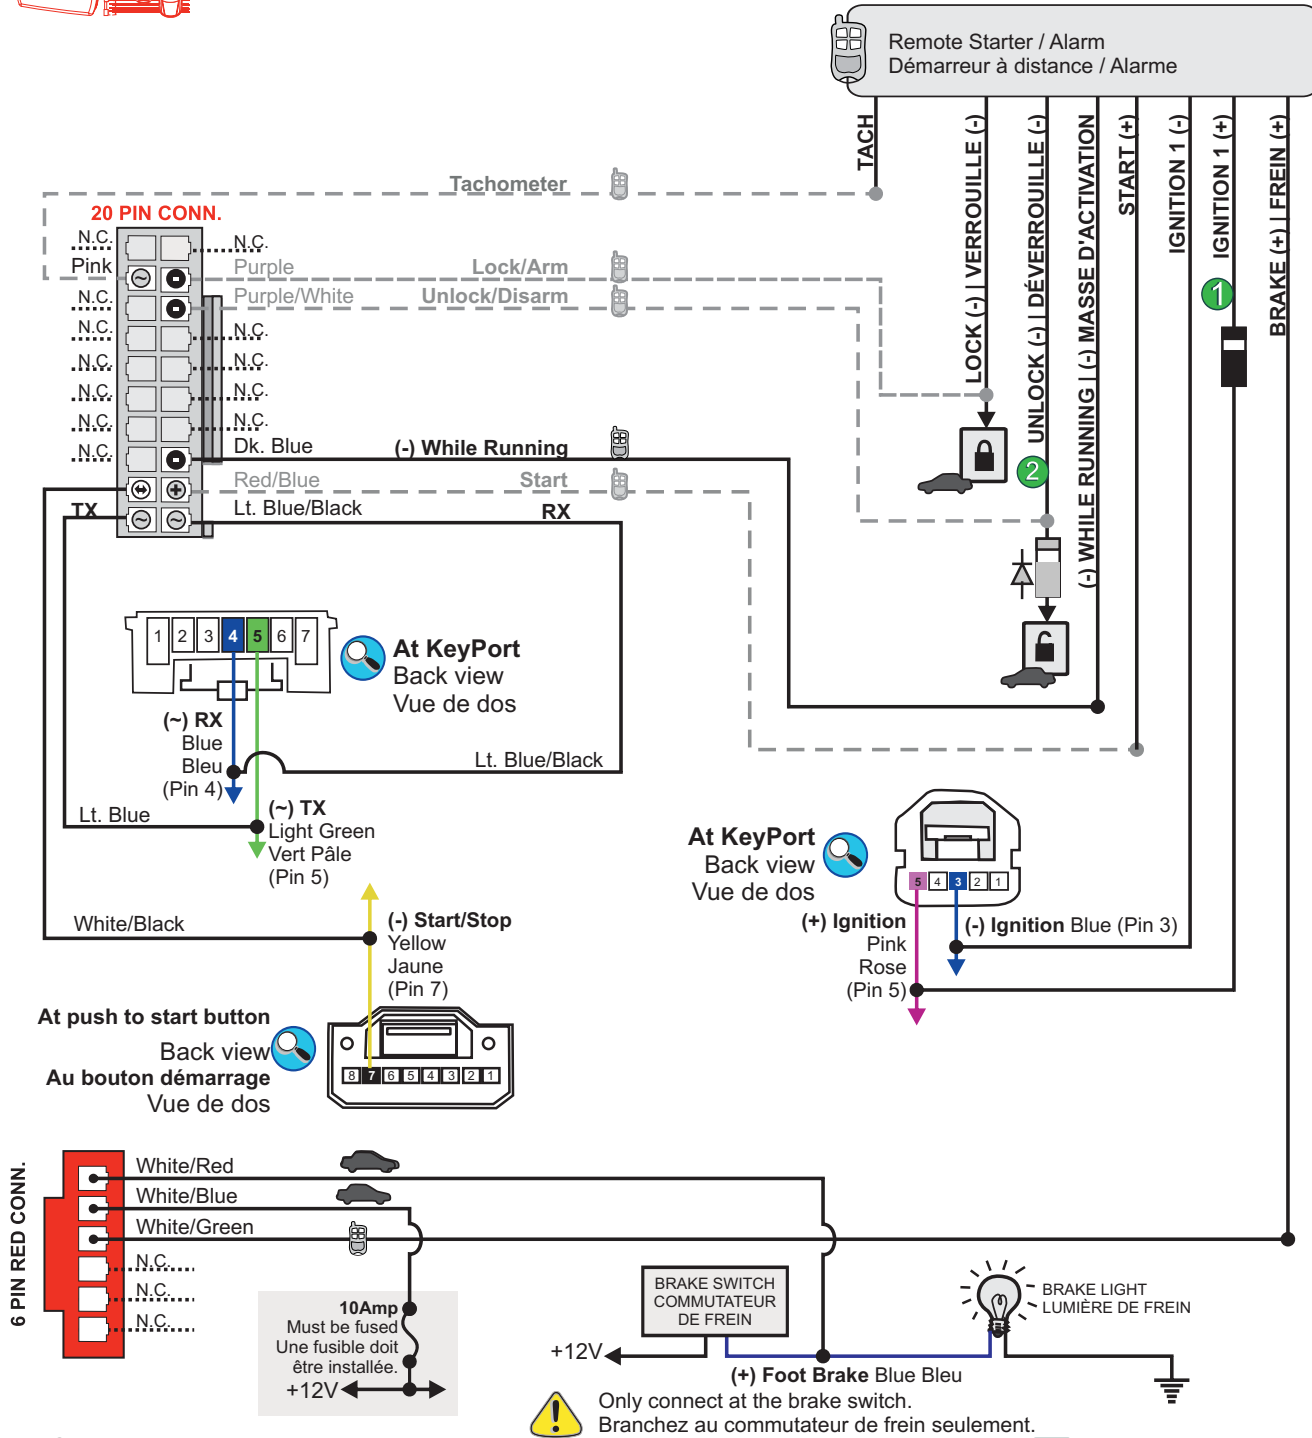 Remote Starter / Alarm
Démarreur à distance / Alarme
TACH
LOCK (-) | VERROUILLE (-)
UNLOCK (-) | DÉVERROUILLE (-)
(-) WHILE RUNNING | (-) MASSE D'ACTIVATION
START (+)
IGNITION 1 (-)
IGNITION 1 (+)
BRAKE (+) | FREIN (+)
1
2
Tachometer
20 PIN CONN.
N.C. N.C.
Pink Purple Lock/Arm
N.C. Purple/White Unlock/Disarm
N.C. N.C.
N.C. N.C.
N.C. N.C.
N.C. N.C.
N.C. Dk. Blue (-) While Running
Red/Blue Start
TX Lt. Blue/Black RX
1 2 3 4 5 6 7
At KeyPort
Back view
Vue de dos
(~) RX
Blue
Bleu
(Pin 4)
Lt. Blue/Black
Lt. Blue
(~) TX
Light Green
Vert Pâle
(Pin 5)
At KeyPort
Back view
Vue de dos
5 4 3 2 1
(+) Ignition
Pink
Rose
(Pin 5)
(-) Ignition Blue (Pin 3)
White/Black
(-) Start/Stop
Yellow
Jaune
(Pin 7)
At push to start button
Back view
Au bouton démarrage
Vue de dos
8 7 6 5 4 3 2 1
6 PIN RED CONN.
White/Red
White/Blue
White/Green
N.C.
N.C.
N.C.
10Amp
Must be fused
Une fusible doit
être installée.
+12V
BRAKE SWITCH
COMMUTATEUR
DE FREIN
+12V
BRAKE LIGHT
LUMIÈRE DE FREIN
(+) Foot Brake Blue Bleu
Only connect at the brake switch.
Branchez au commutateur de frein seulement.